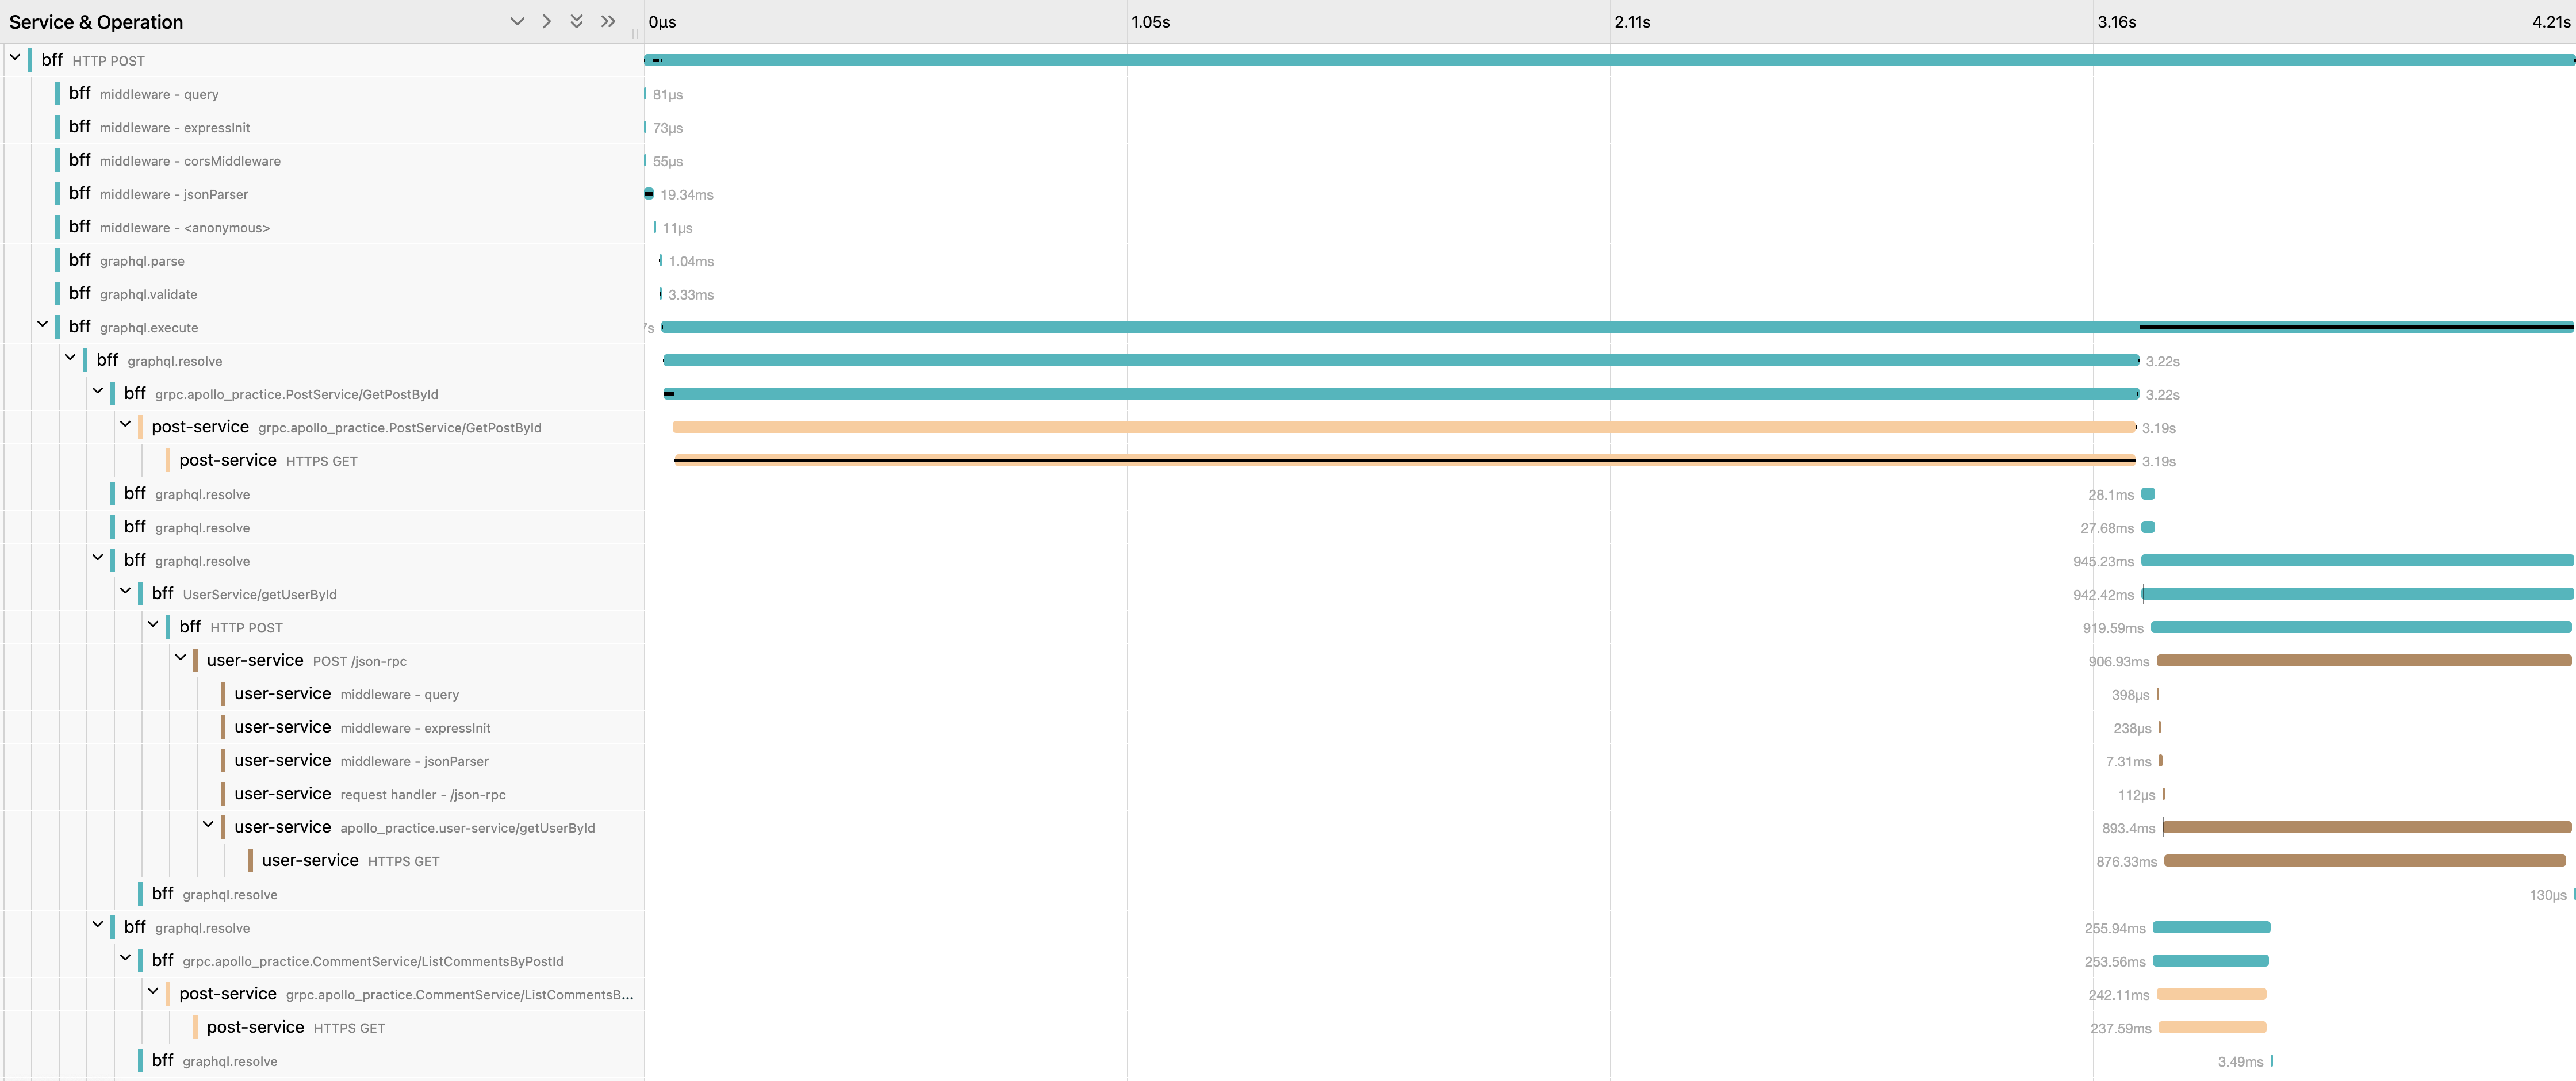 Service & Operation 0μs 1.05s 2.11s 3.16s 4.21s
bff HTTP POST
bff middleware - query 81μs
bff middleware - expressInit 73μs
bff middleware - corsMiddleware 55μs
bff middleware - jsonParser 19.34ms
bff middleware - <anonymous> 11μs
bff graphql.parse 1.04ms
bff graphql.validate 3.33ms
bff graphql.execute
bff graphql.resolve 3.22s
bff grpc.apollo_practice.PostService/GetPostById 3.22s
post-service grpc.apollo_practice.PostService/GetPostById 3.19s
post-service HTTPS GET 3.19s
bff graphql.resolve 28.1ms
bff graphql.resolve 27.68ms
bff graphql.resolve 945.23ms
bff UserService/getUserById 942.42ms
bff HTTP POST 919.59ms
user-service POST /json-rpc 906.93ms
user-service middleware - query 398μs
user-service middleware - expressInit 238μs
user-service middleware - jsonParser 7.31ms
user-service request handler - /json-rpc 112μs
user-service apollo_practice.user-service/getUserById 893.4ms
user-service HTTPS GET 876.33ms
bff graphql.resolve 130μs
bff graphql.resolve 255.94ms
bff grpc.apollo_practice.CommentService/ListCommentsByPostId 253.56ms
post-service grpc.apollo_practice.CommentService/ListCommentsB... 242.11ms
post-service HTTPS GET 237.59ms
bff graphql.resolve 3.49ms